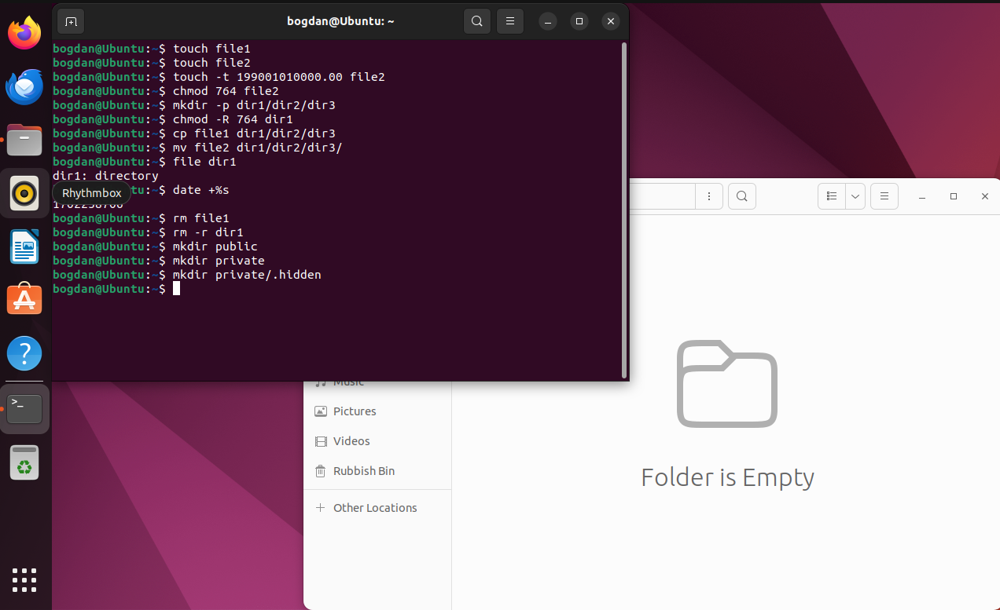 bogdan@Ubuntu: ~
bogdan@Ubuntu:~$ touch file1
bogdan@Ubuntu:~$ touch file2
bogdan@Ubuntu:~$ touch -t 199001010000.00 file2
bogdan@Ubuntu:~$ chmod 764 file2
bogdan@Ubuntu:~$ mkdir -p dir1/dir2/dir3
bogdan@Ubuntu:~$ chmod -R 764 dir1
bogdan@Ubuntu:~$ cp file1 dir1/dir2/dir3
bogdan@Ubuntu:~$ mv file2 dir1/dir2/dir3/
bogdan@Ubuntu:~$ file dir1
dir1: directory
tu:~$ date +%s
Rhythmbox
bogdan@Ubuntu:~$ rm file1
bogdan@Ubuntu:~$ rm -r dir1
bogdan@Ubuntu:~$ mkdir public
bogdan@Ubuntu:~$ mkdir private
bogdan@Ubuntu:~$ mkdir private/.hidden
bogdan@Ubuntu:~$
>_
Music
Pictures
Videos
Rubbish Bin
Other Locations
Folder is Empty